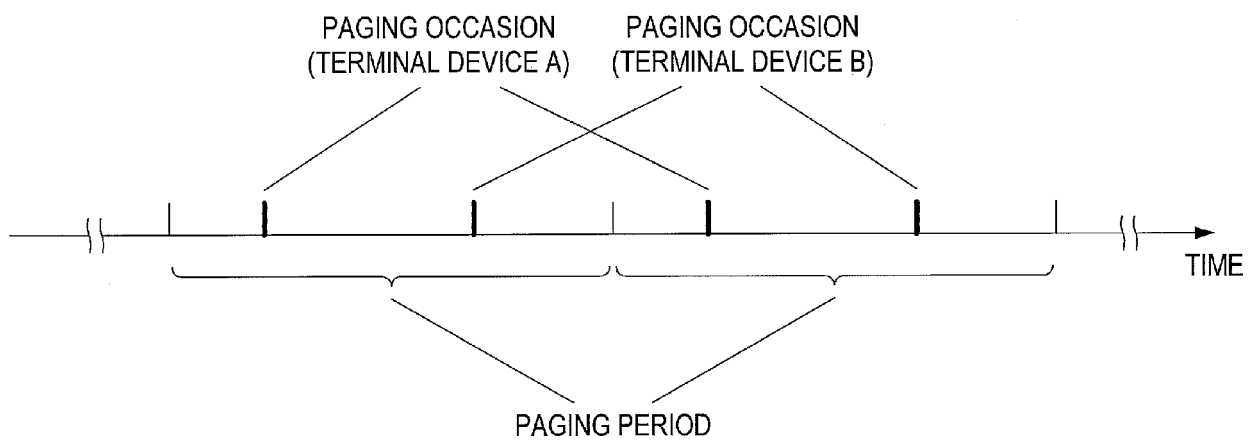 PAGING OCCASION
(TERMINAL DEVICE A)
PAGING OCCASION
(TERMINAL DEVICE B)
TIME
PAGING PERIOD